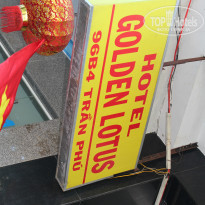 HOTEL
GOLDEN LOTUS
96B4 TRẦN PHÚ
TOPHOTELS